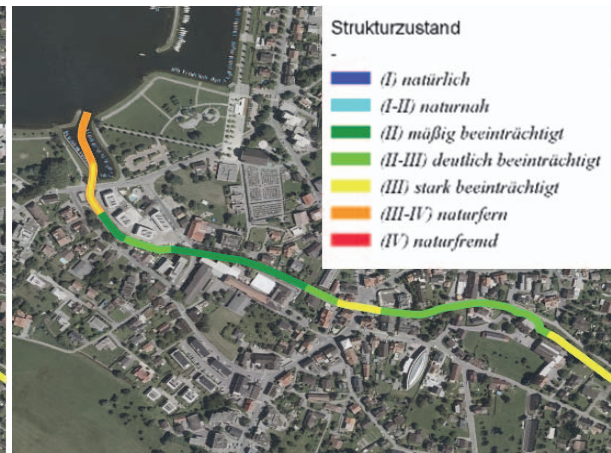 Strukturzustand
-
(I) natürlich
(I-II) naturnah
(II) mäßig beeinträchtigt
(II-III) deutlich beeinträchtigt
(III) stark beeinträchtigt
(III-IV) naturfern
(IV) naturfremd